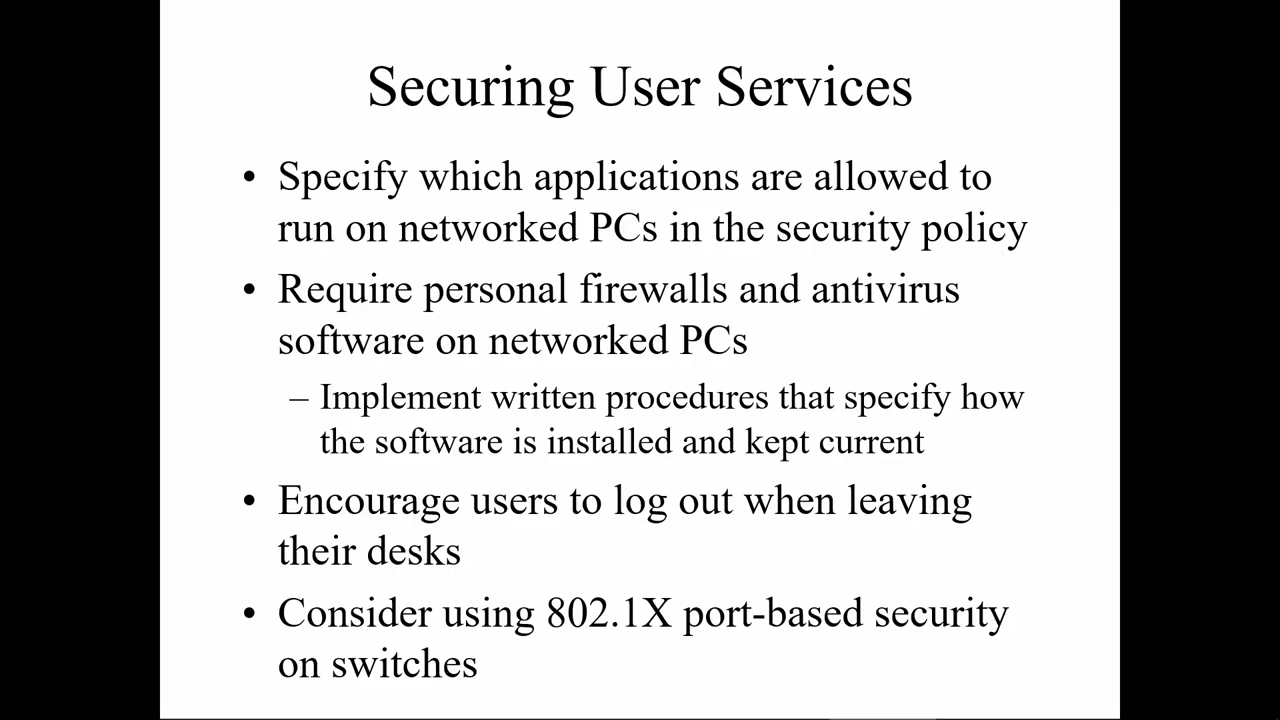 Securing User Services
• Specify which applications are allowed to
run on networked PCs in the security policy
• Require personal firewalls and antivirus
software on networked PCs
– Implement written procedures that specify how
the software is installed and kept current
• Encourage users to log out when leaving
their desks
• Consider using 802.1X port-based security
on switches